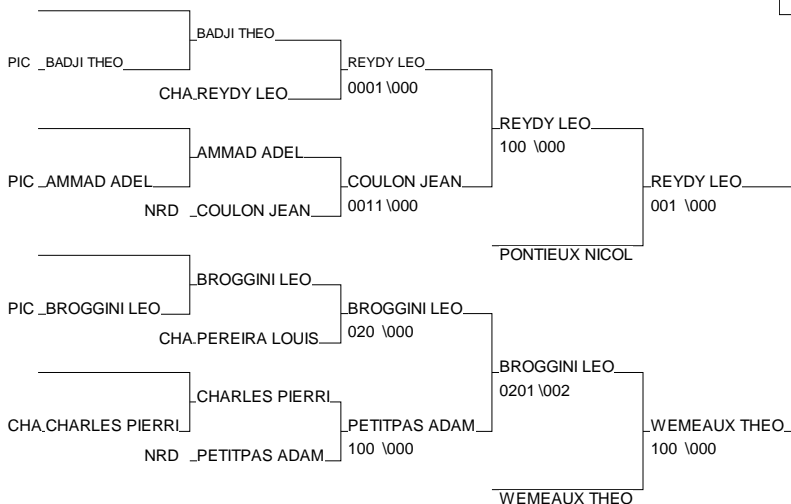 BADJI THEO
PIC BADJI THEO
REYDY LEO
0001 \000
CHA REYDY LEO
REYDY LEO
100 \000
AMMAD ADEL
PIC AMMAD ADEL
COULON JEAN
0011 \000
REYDY LEO
001 \000
NRD COULON JEAN
PONTIEUX NICOL
BROGGINI LEO
PIC BROGGINI LEO
BROGGINI LEO
020 \000
CHA PEREIRA LOUIS
BROGGINI LEO
0201 \002
CHARLES PIERRI
CHA CHARLES PIERRI
PETITPAS ADAM
100 \000
WEMEAUX THEO
100 \000
NRD PETITPAS ADAM
WEMEAUX THEO